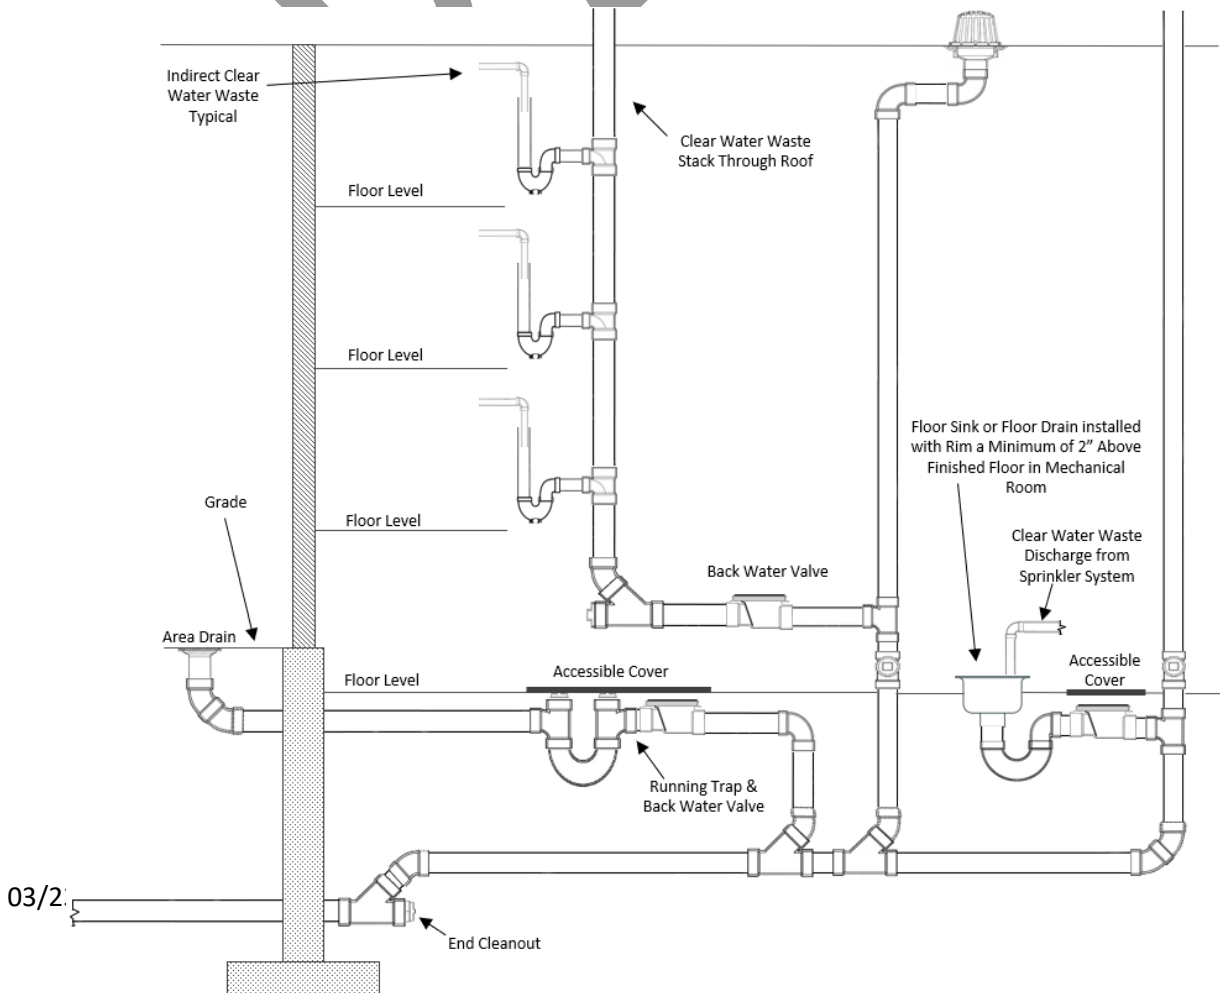 Indirect Clear
Water Waste
Typical
Clear Water Waste
Stack Through Roof
Floor Level
Floor Level
Floor Sink or Floor Drain installed
with Rim a Minimum of 2” Above
Finished Floor in Mechanical
Room
Grade
Floor Level
Clear Water Waste
Discharge from
Sprinkler System
Back Water Valve
Area Drain
Accessible Cover
Accessible
Cover
Floor Level
Running Trap &
Back Water Valve
03/2
End Cleanout